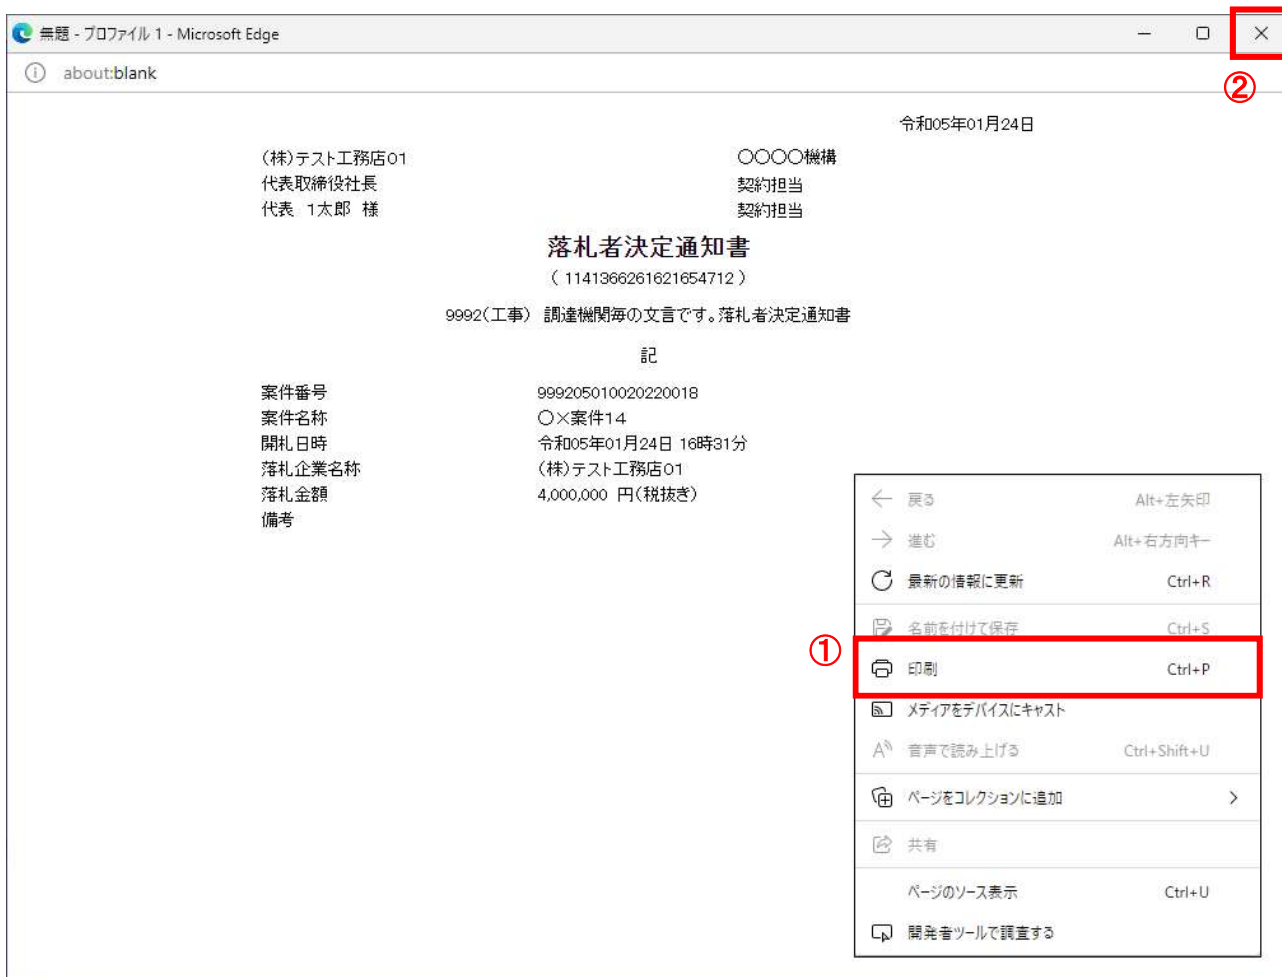 無題 - プロファイル 1 - Microsoft Edge
about:blank
②
令和05年01月24日
(株)テスト工務店01
〇〇〇〇機構
代表取締役社長
契約担当
代表 1太郎 様
契約担当
落札者決定通知書
( 1141366261621654712 )
9992(工事) 調達機関毎の文言です。落札者決定通知書
記
案件番号 999205010020220018
案件名称 〇×案件14
開札日時 令和05年01月24日 16時31分
落札企業名称 (株)テスト工務店01
落札金額 4,000,000 円(税抜き)
備考
戻る Alt+左矢印
進む Alt+右方向キー
最新の情報に更新 Ctrl+R
名前を付けて保存 Ctrl+S
①
印刷 Ctrl+P
メディアをデバイスにキャスト
音声で読み上げる Ctrl+Shift+U
ページをコレクションに追加
共有
ページのソース表示 Ctrl+U
開発者ツールで調査する